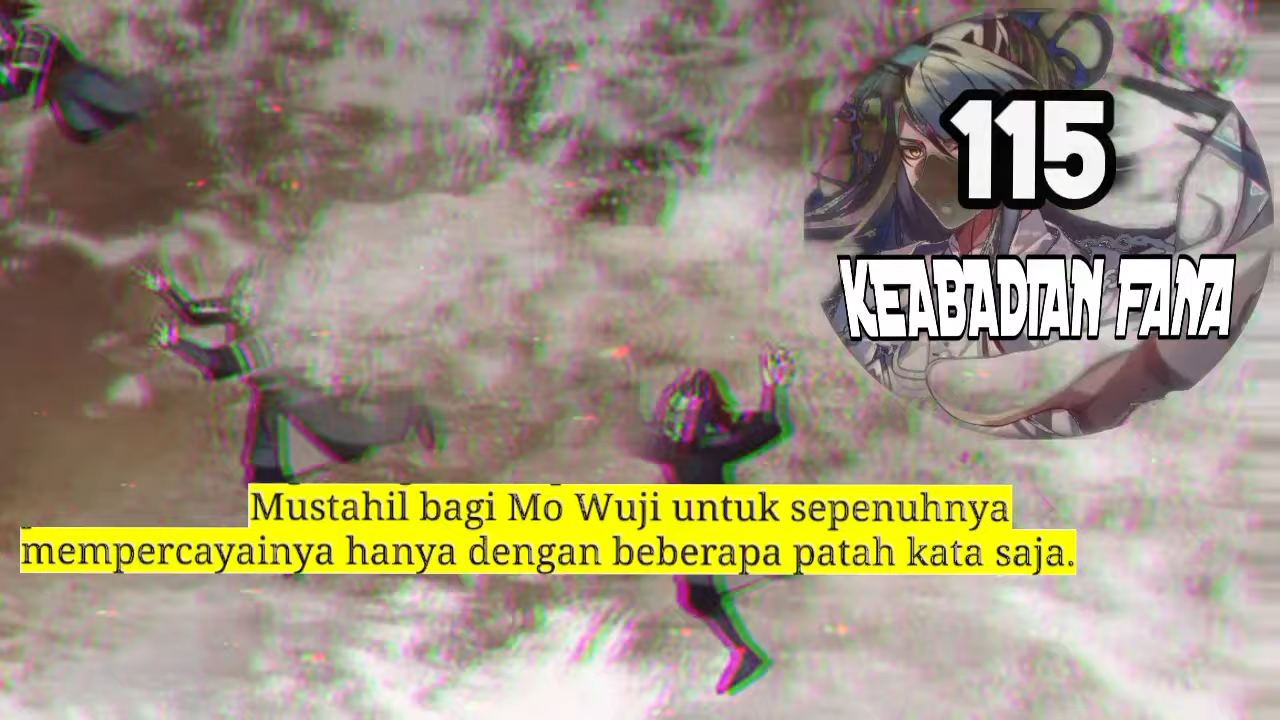 115
KEABADIAN FANA
Mustahil bagi Mo Wuji untuk sepenuhnya
mempercayainya hanya dengan beberapa patah kata saja.